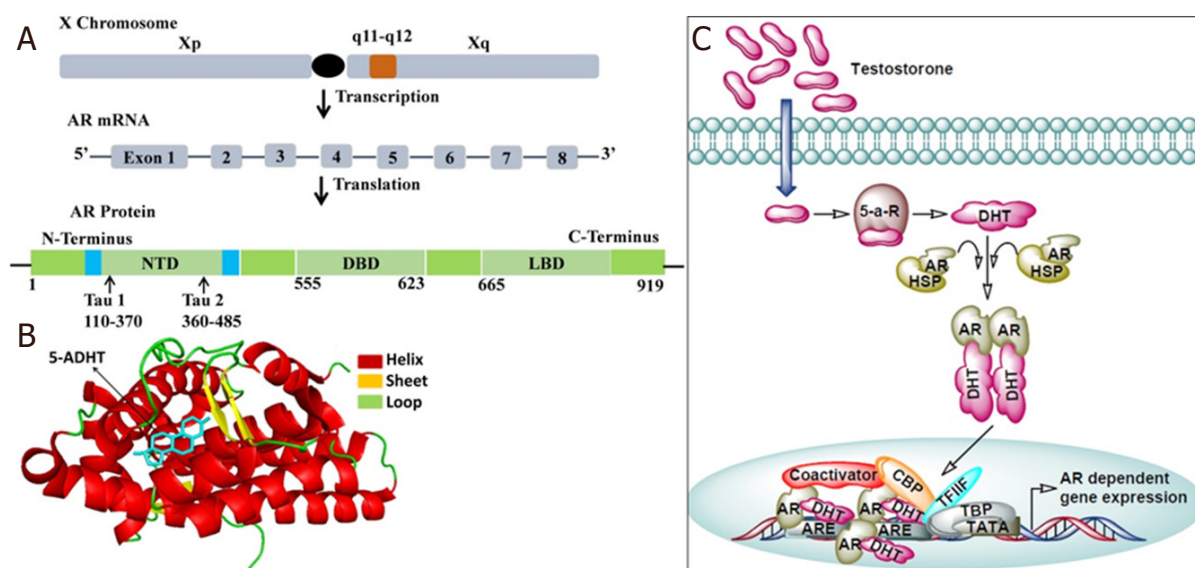 A
X Chromosome
Xp
q11-q12
Xq
Transcription
AR mRNA
5’
Exon 1
2
3
4
5
6
7
8
3’
Translation
AR Protein
N-Terminus
C-Terminus
NTD
DBD
LBD
1
555
623
665
919
Tau 1
110-370
Tau 2
360-485
B
5-ADHT
Helix
Sheet
Loop
C
Testostorone
5-a-R
DHT
AR
HSP
AR
HSP
AR
AR
DHT
DHT
Coactivator
CBP
TFIIF
AR
DHT
AR
DHT
TBP
TATA
ARE
ARE
AR
DHT
AR dependent
gene expression